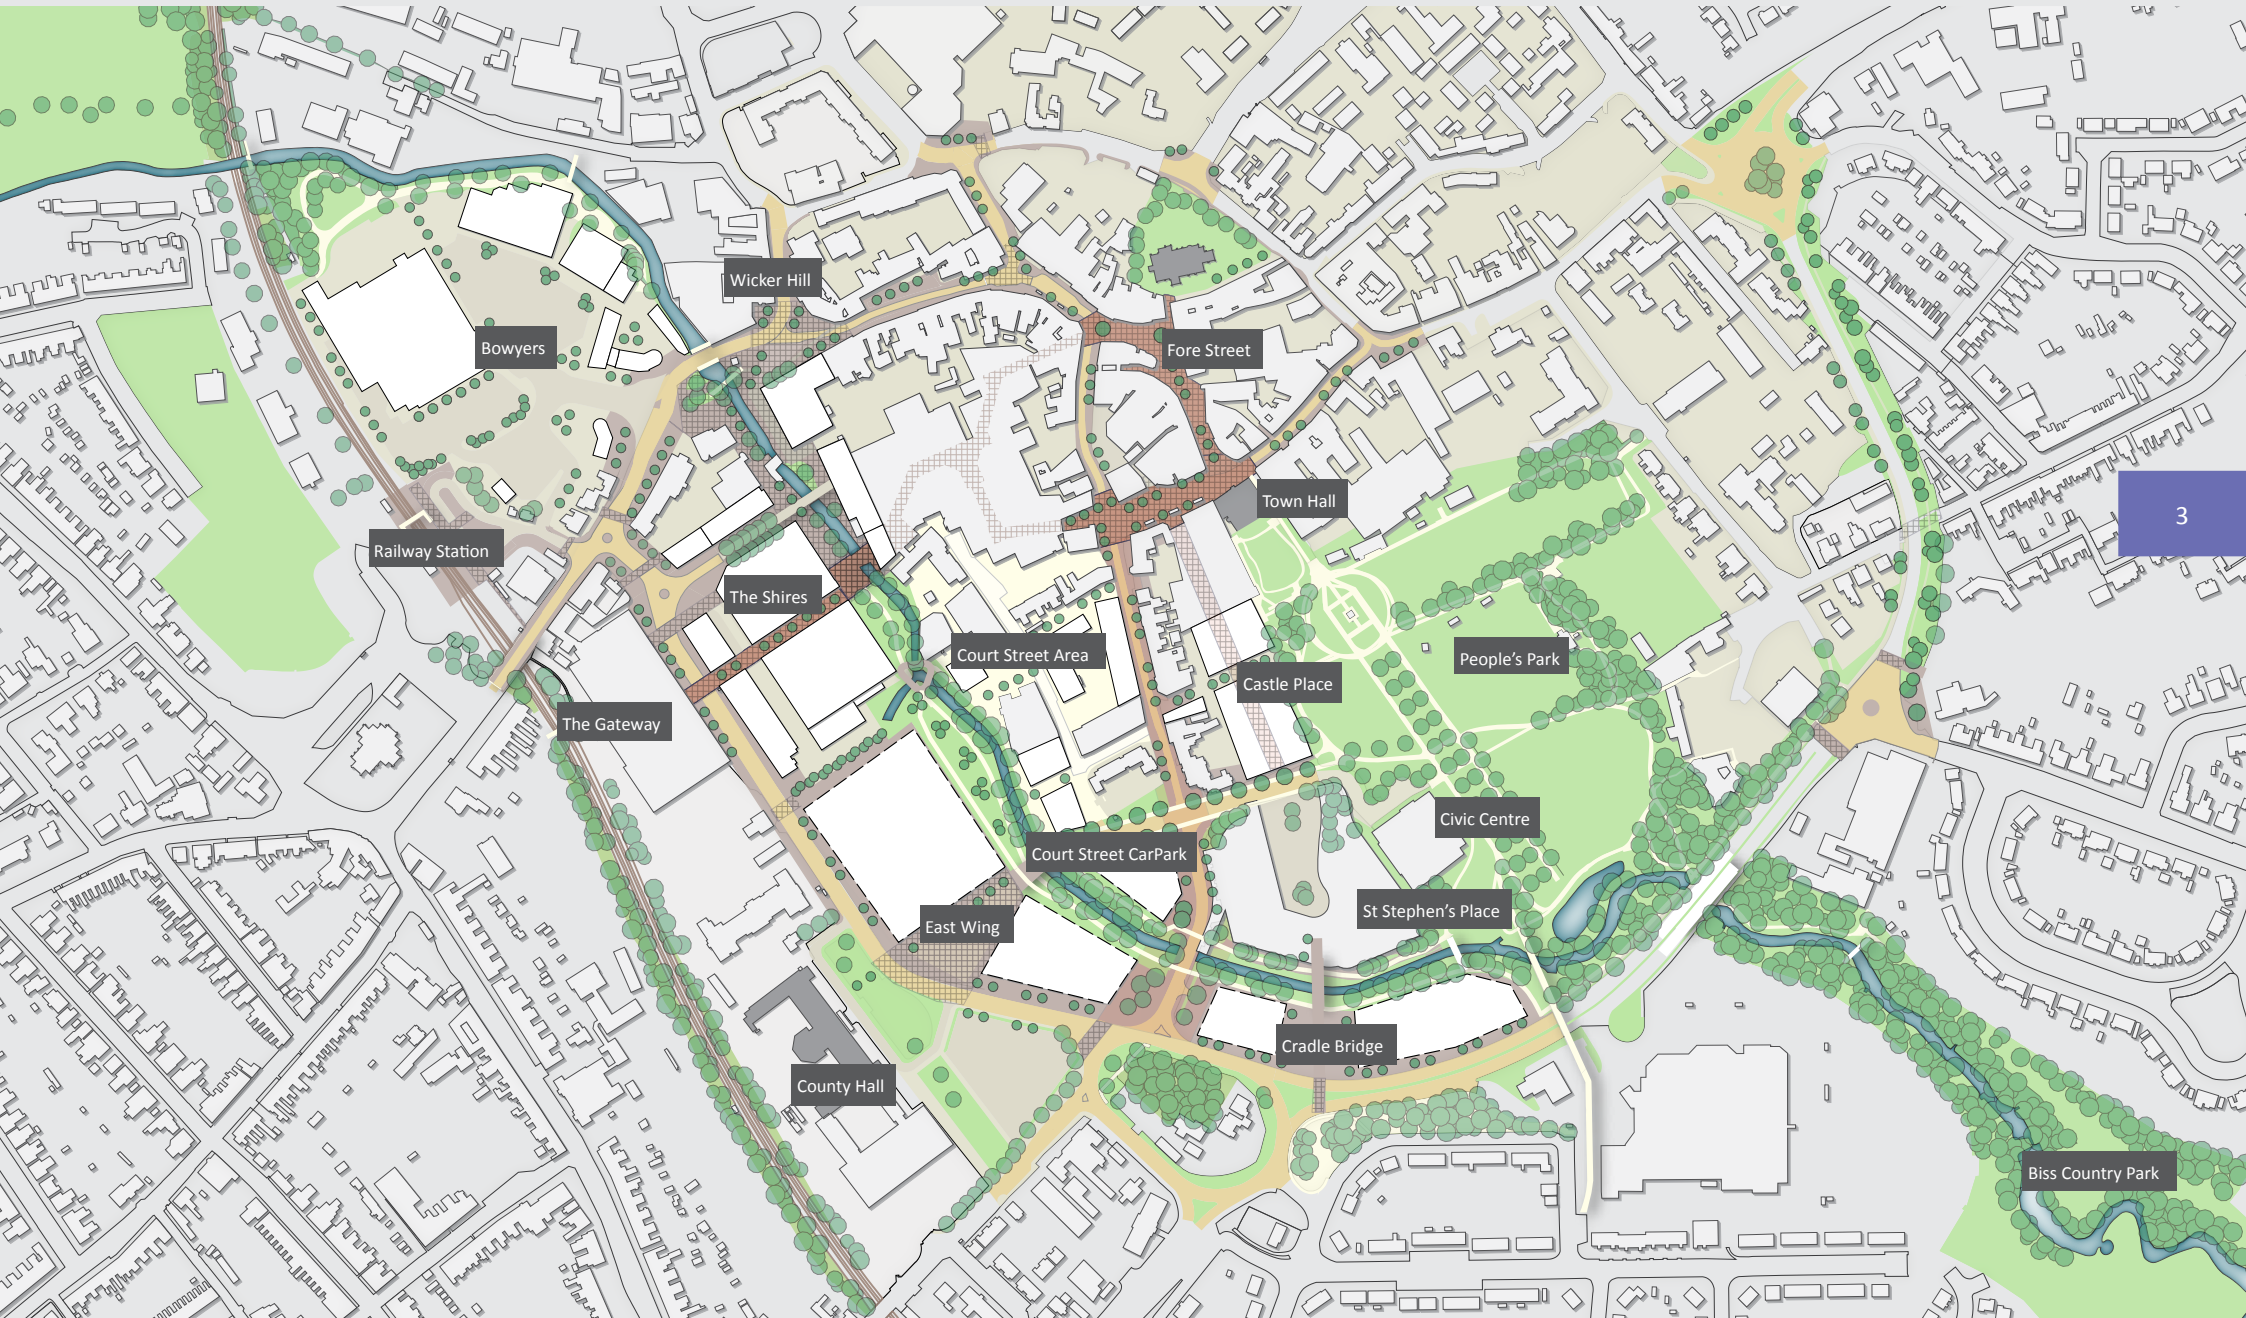 Wicker Hill
Bowyers
Fore Street
Town Hall
3
Railway Station
The Shires
Court Street Area
People's Park
Castle Place
The Gateway
Civic Centre
Court Street CarPark
St Stephen's Place
East Wing
Cradle Bridge
County Hall
Biss Country Park